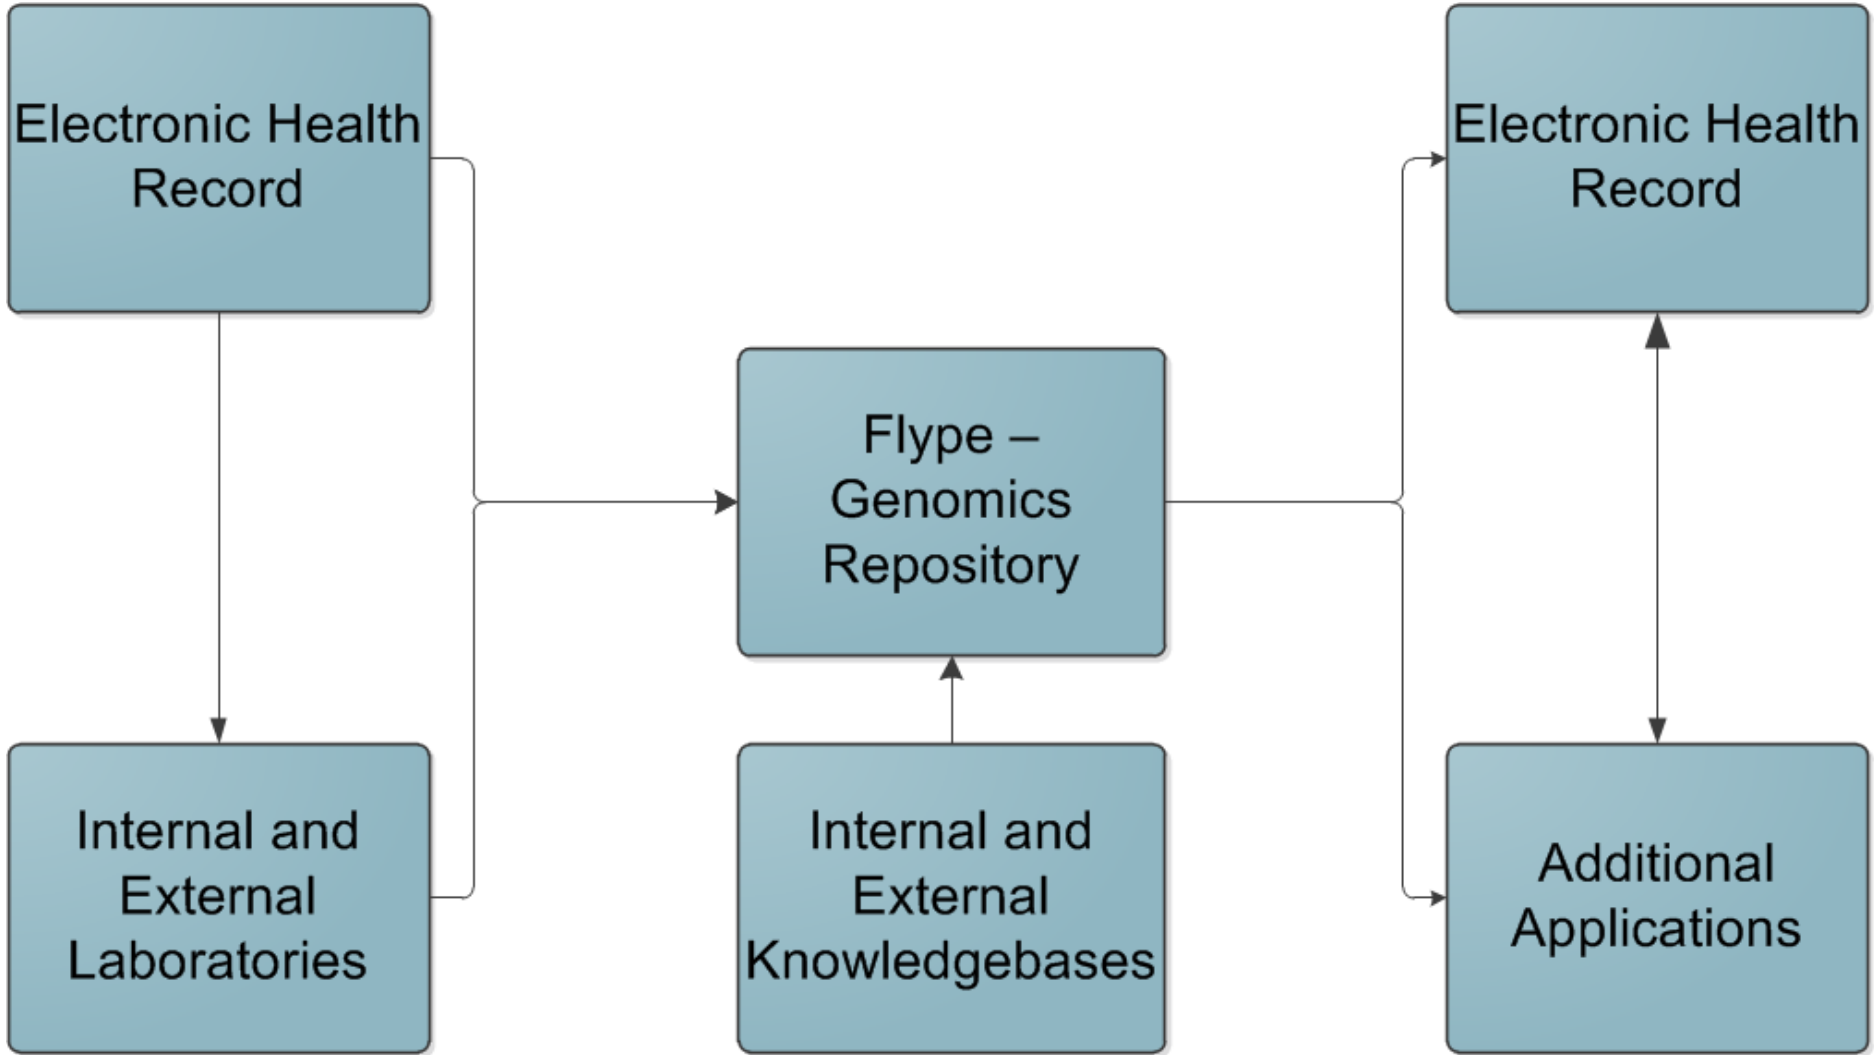 Electronic Health
Record
Electronic Health
Record
Flype –
Genomics
Repository
Internal and
External
Laboratories
Internal and
External
Knowledgebases
Additional
Applications